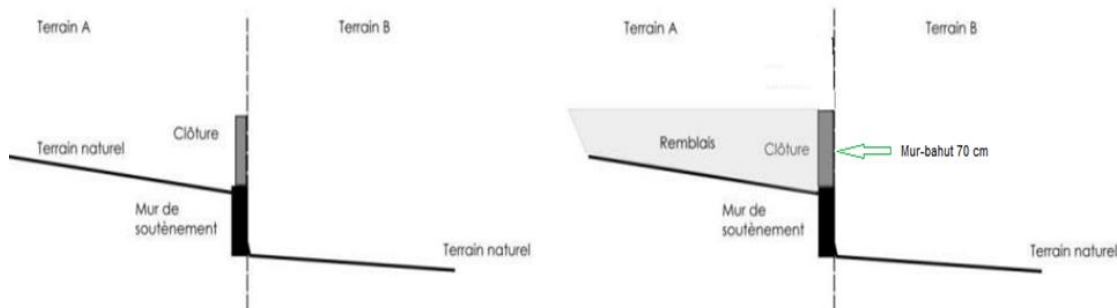 Terrain A
Terrain B
Clôture
Terrain naturel
Mur de
soutènement
Terrain naturel
Terrain A
Terrain B
Remblais
Clôture
Mur-bahut 70 cm
Mur de
soutènement
Terrain naturel